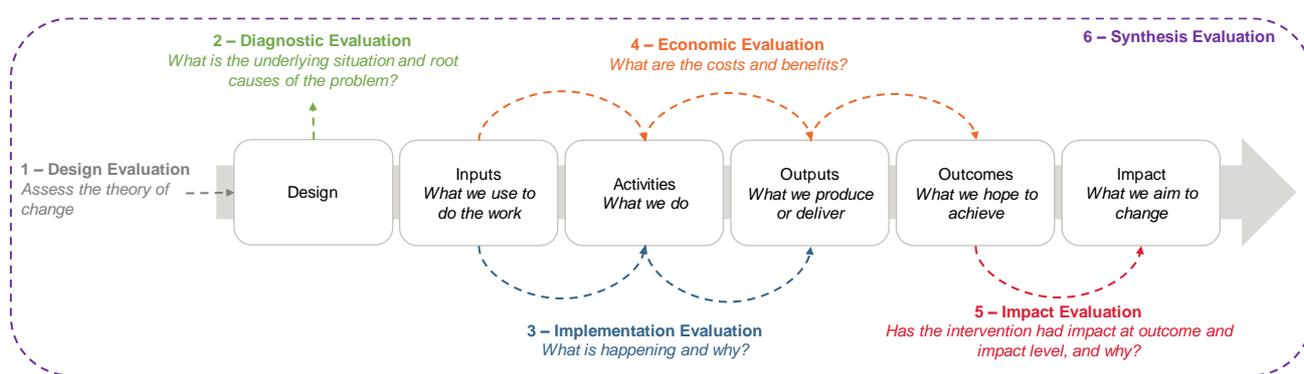 2 – Diagnostic Evaluation
What is the underlying situation and root
causes of the problem?
4 – Economic Evaluation
What are the costs and benefits?
6 – Synthesis Evaluation
1 – Design Evaluation
Assess the theory of
change
Design
Inputs
What we use to
do the work
Activities
What we do
Outputs
What we produce
or deliver
Outcomes
What we hope to
achieve
Impact
What we aim to
change
3 – Implementation Evaluation
What is happening and why?
5 – Impact Evaluation
Has the intervention had impact at outcome and
impact level, and why?